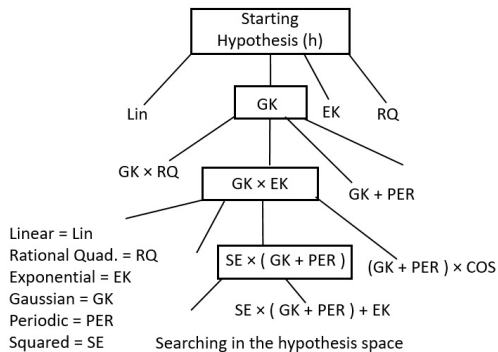 Starting
Hypothesis (h)
Lin
GK
EK
RQ
GK × RQ
GK × EK
GK + PER
Linear = Lin
Rational Quad. = RQ
Exponential = EK
Gaussian = GK
Periodic = PER
Squared = SE
SE × ( GK + PER )
(GK + PER ) × COS
SE × ( GK + PER ) + EK
Searching in the hypothesis space